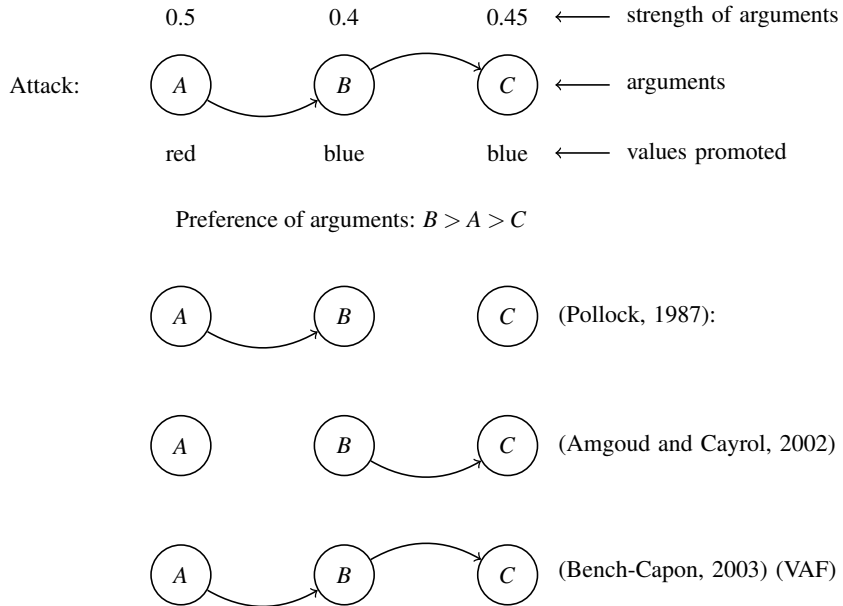 0.5 0.4 0.45 strength of arguments
Attack: A B C arguments
red blue blue values promoted
Preference of arguments: B > A > C
A B C (Pollock, 1987):
A B C (Amgoud and Cayrol, 2002)
A B C (Bench-Capon, 2003) (VAF)